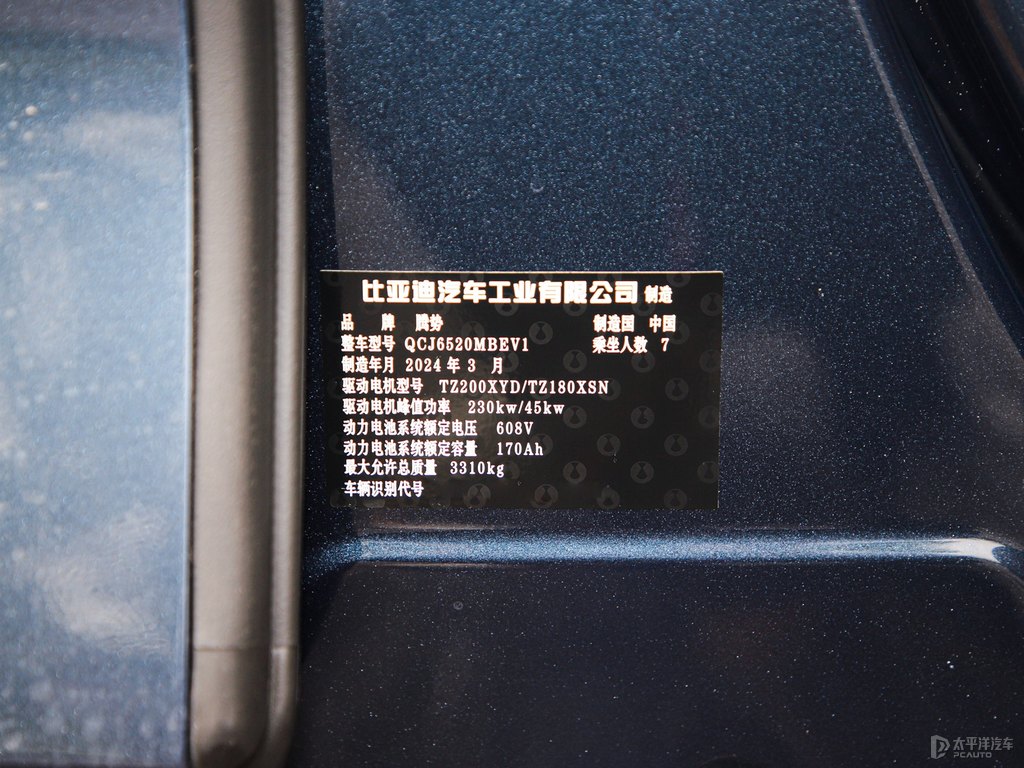 比亚迪汽车工业有限公司 制造
品 牌 腾势 制造国 中国
整车型号 QCJ6520MBEV1 乘坐人数 7
制造年月 2024 年 3 月
驱动电机型号 TZ200XYD/TZ180XSN
驱动电机峰值功率 230kw/45kw
动力电池系统额定电压 608V
动力电池系统额定容量 170Ah
最大允许总质量 3310kg
车辆识别代号
太平洋汽车
PCAUTO